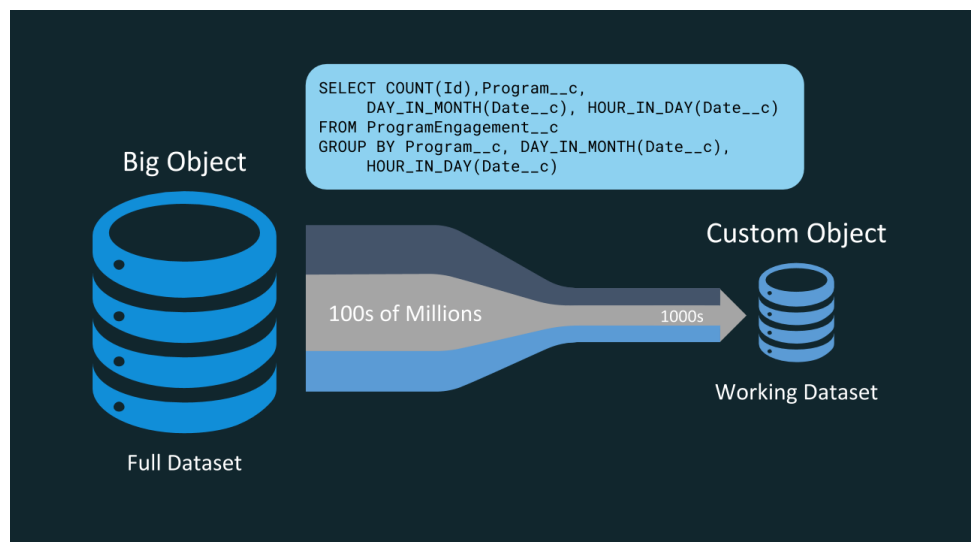 SELECT COUNT(Id),Program__c,
DAY_IN_MONTH(Date__c), HOUR_IN_DAY(Date__c)
FROM ProgramEngagement__c
GROUP BY Program__c, DAY_IN_MONTH(Date__c),
HOUR_IN_DAY(Date__c)
Big Object
Custom Object
100s of Millions
1000s
Working Dataset
Full Dataset